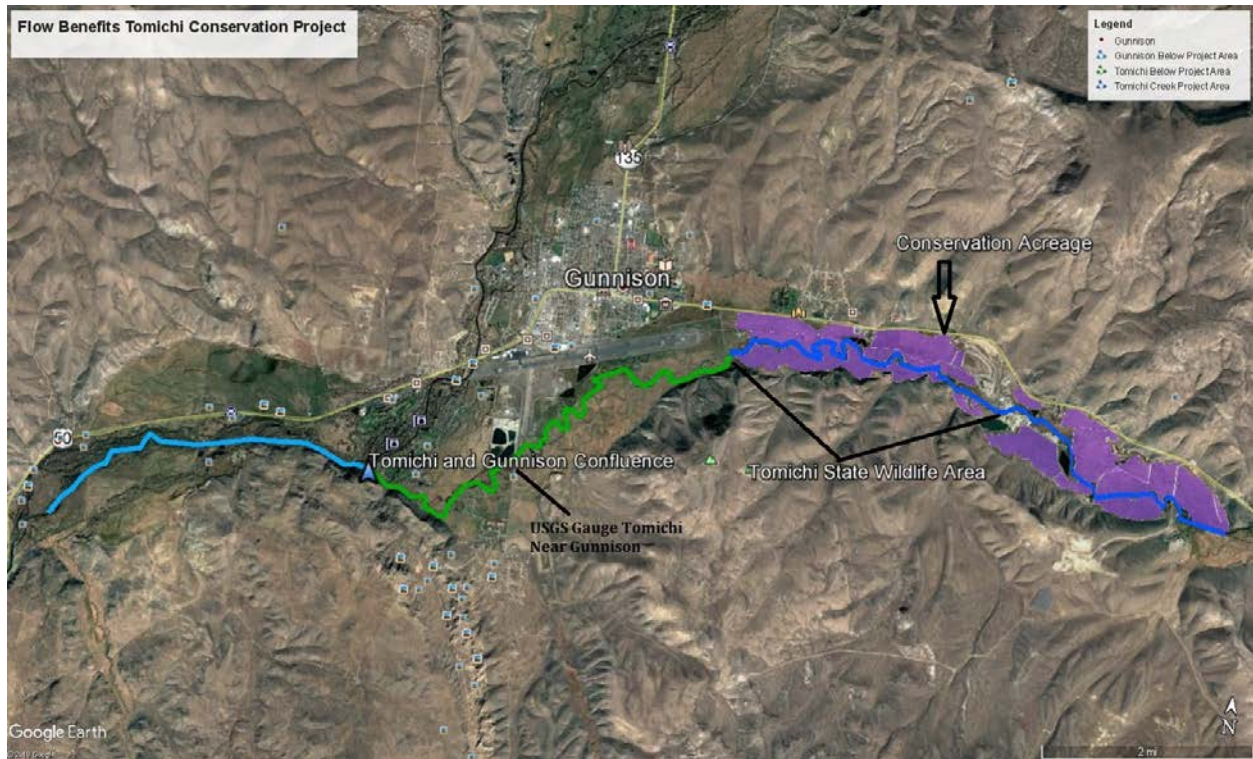 Flow Benefits Tomichi Conservation Project
Legend
Gunnison
Gunnison Below Project Area
Tomichi Below Project Area
Tomichi Creek Project Area
135
Conservation Acreage
Gunnison
50
Tomichi and Gunnison Confluence
Tomichi State Wildlife Area
USGS Gauge Tomichi
Near Gunnison
Google Earth
N
2 mi